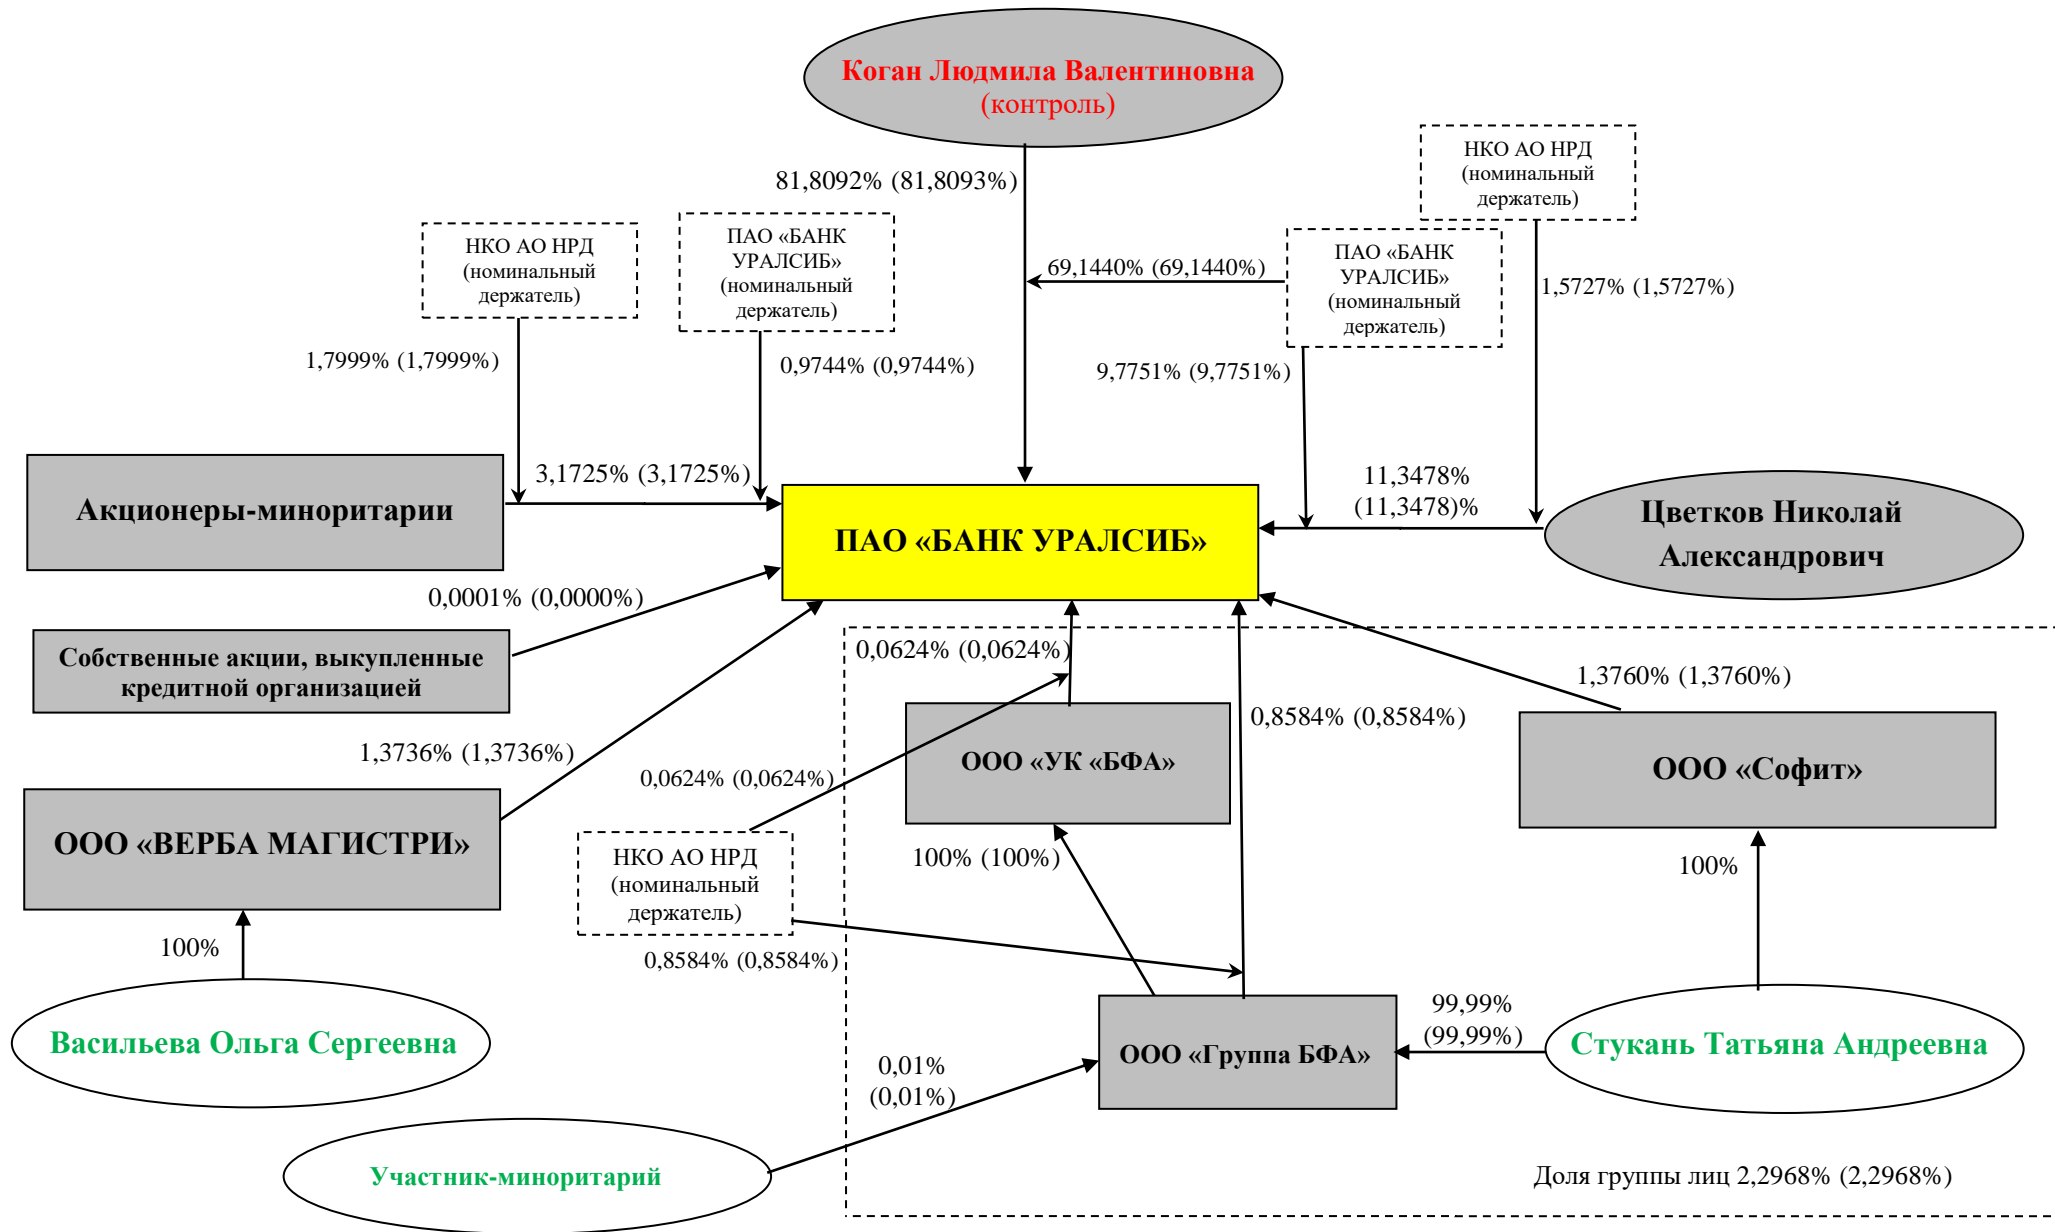 Коган Людмила Валентиновна
(контроль)
НКО АО НРД
(номинальный
держатель)
81,8092% (81,8093%)
НКО АО НРД
(номинальный
держатель)
ПАО «БАНК
УРАЛСИБ»
(номинальный
держатель)
69,1440% (69,1440%)
ПАО «БАНК
УРАЛСИБ»
(номинальный
держатель)
1,5727% (1,5727%)
1,7999% (1,7999%)
0,9744% (0,9744%)
9,7751% (9,7751%)
3,1725% (3,1725%)
11,3478%
(11,3478)%
Акционеры-миноритарии
ПАО «БАНК УРАЛСИБ»
Цветков Николай
Александрович
0,0001% (0,0000%)
Собственные акции, выкупленные
кредитной организацией
0,0624% (0,0624%)
1,3760% (1,3760%)
0,8584% (0,8584%)
1,3736% (1,3736%)
ООО «УК «БФА»
ООО «Софит»
0,0624% (0,0624%)
ООО «ВЕРБА МАГИСТРИ»
НКО АО НРД
(номинальный
держатель)
100% (100%)
100%
100%
0,8584% (0,8584%)
Васильева Ольга Сергеевна
99,99%
(99,99%)
ООО «Группа БФА»
Стукань Татьяна Андреевна
0,01%
(0,01%)
Участник-миноритарий
Доля группы лиц 2,2968% (2,2968%)